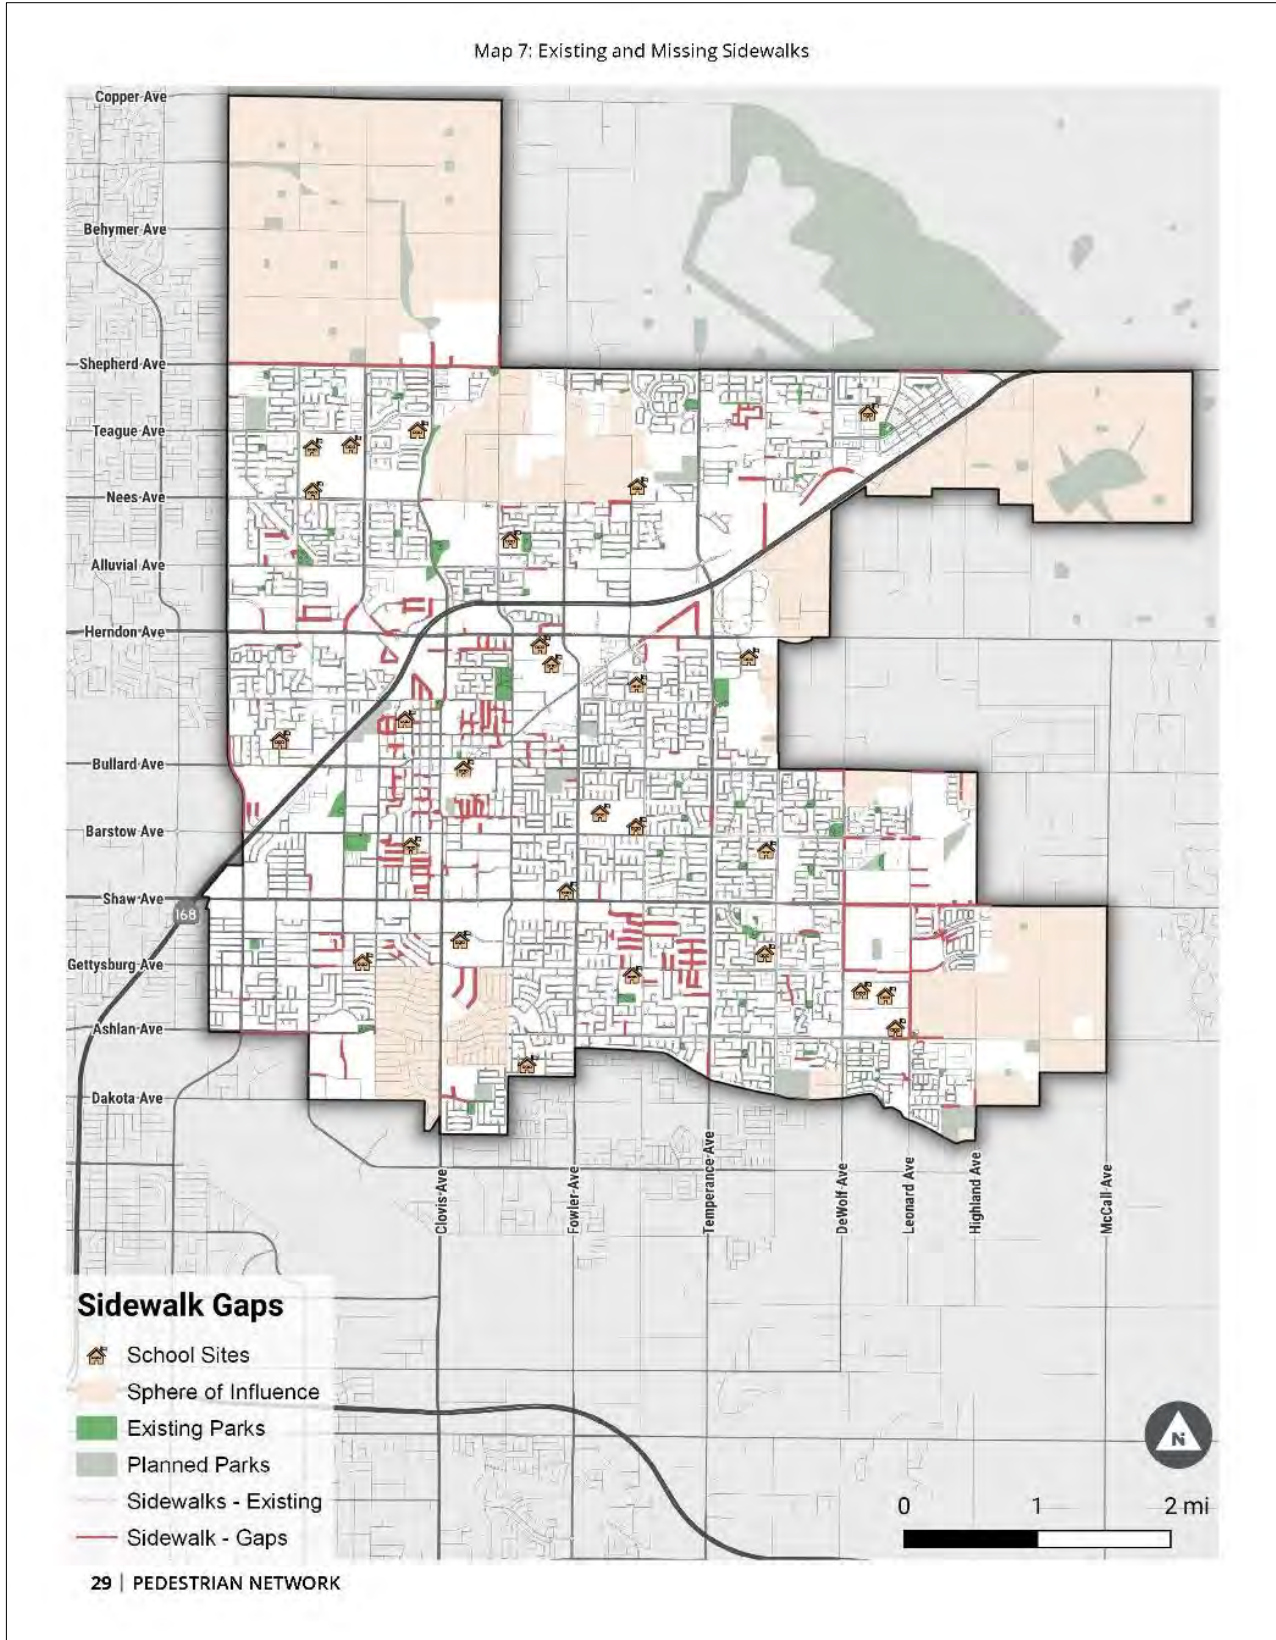 Map 7: Existing and Missing Sidewalks
Copper Ave
Behymer Ave
Shepherd Ave
Teague Ave
Nees Ave
Alluvial Ave
Herndon Ave
Bullard Ave
Barstow Ave
Shaw Ave
168
Gettysburg Ave
Ashlan Ave
Dakota Ave
Clovis Ave
Fowler Ave
Temperance Ave
DeWolf Ave
Leonard Ave
Highland Ave
McCall Ave
Sidewalk Gaps
School Sites
Sphere of Influence
Existing Parks
Planned Parks
Sidewalks - Existing
Sidewalk - Gaps
N
0 1 2 mi
29 | PEDESTRIAN NETWORK